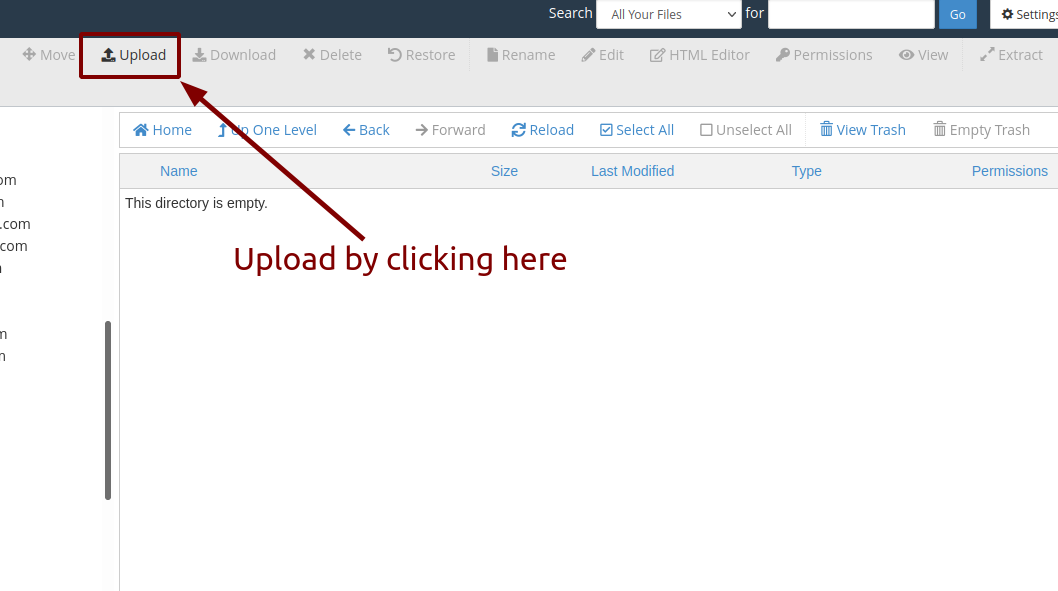 Search All Your Files for Go Settings
Move Upload Download Delete Restore Rename Edit HTML Editor Permissions View Extract
Home Up One Level Back Forward Reload Select All Unselect All View Trash Empty Trash
Name Size Last Modified Type Permissions
This directory is empty.
om
n
.com
com
Upload by clicking here
m
m